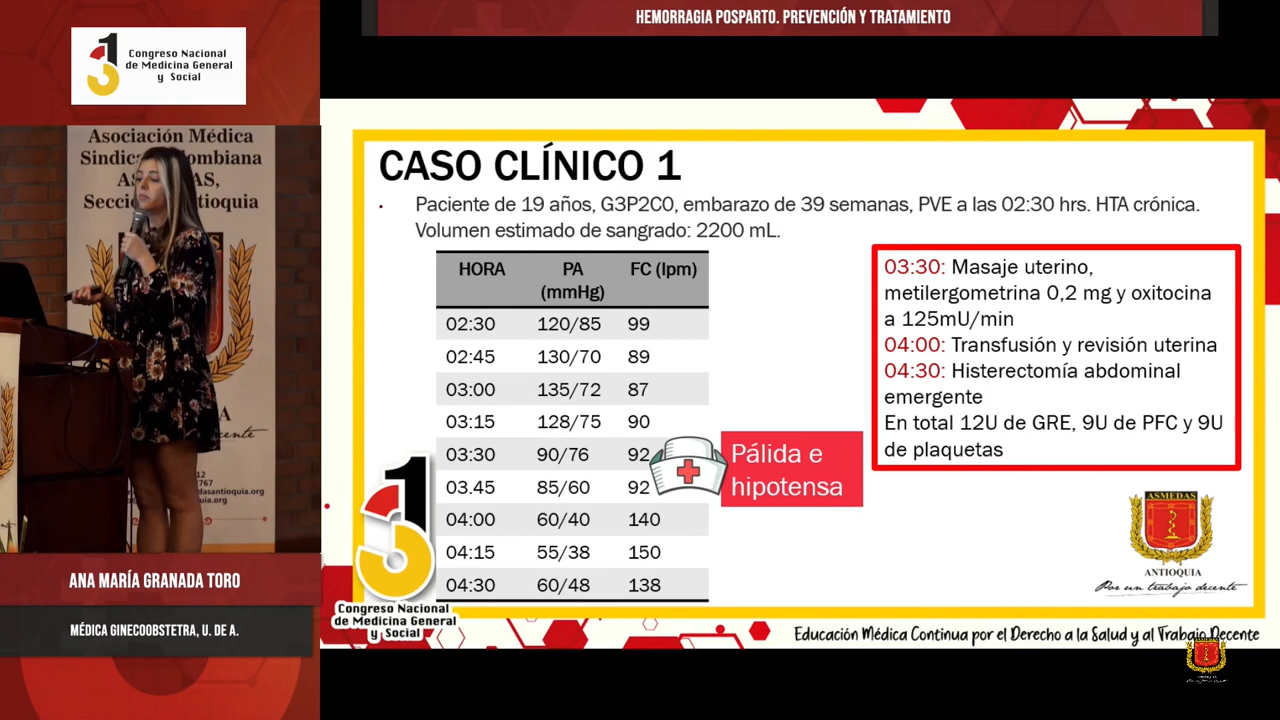 HEMORRAGIA POSPARTO. PREVENCIÓN Y TRATAMIENTO
31
Congreso Nacional
de Medicina General
y Social
Asociación Médica
Sindical Colombiana
CASO CLÍNICO 1
Paciente de 19 años, G3P2C0, embarazo de 39 semanas, PVE a las 02:30 hrs. HTA crónica.
Volumen estimado de sangrado: 2200 mL.
HORA PA (mmHg) FC (lpm)
02:30 120/85 99
02:45 130/70 89
03:00 135/72 87
03:15 128/75 90
03:30 90/76 92
03.45 85/60 92
04:00 60/40 140
04:15 55/38 150
04:30 60/48 138
Pálida e
hipotensa
03:30: Masaje uterino,
metilergometrina 0,2 mg y oxitocina
a 125mU/min
04:00: Transfusión y revisión uterina
04:30: Histerectomía abdominal
emergente
En total 12U de GRE, 9U de PFC y 9U
de plaquetas
ASMEDAS
ANTIOQUIA
Por un trabajo decente
31
Congreso Nacional
de Medicina General
y Social
Educación Médica Continua por el Derecho a la Salud y al Trabajo Decente
ANA MARÍA GRANADA TORO
MÉDICA GINECOOBSTETRA, U. DE A.